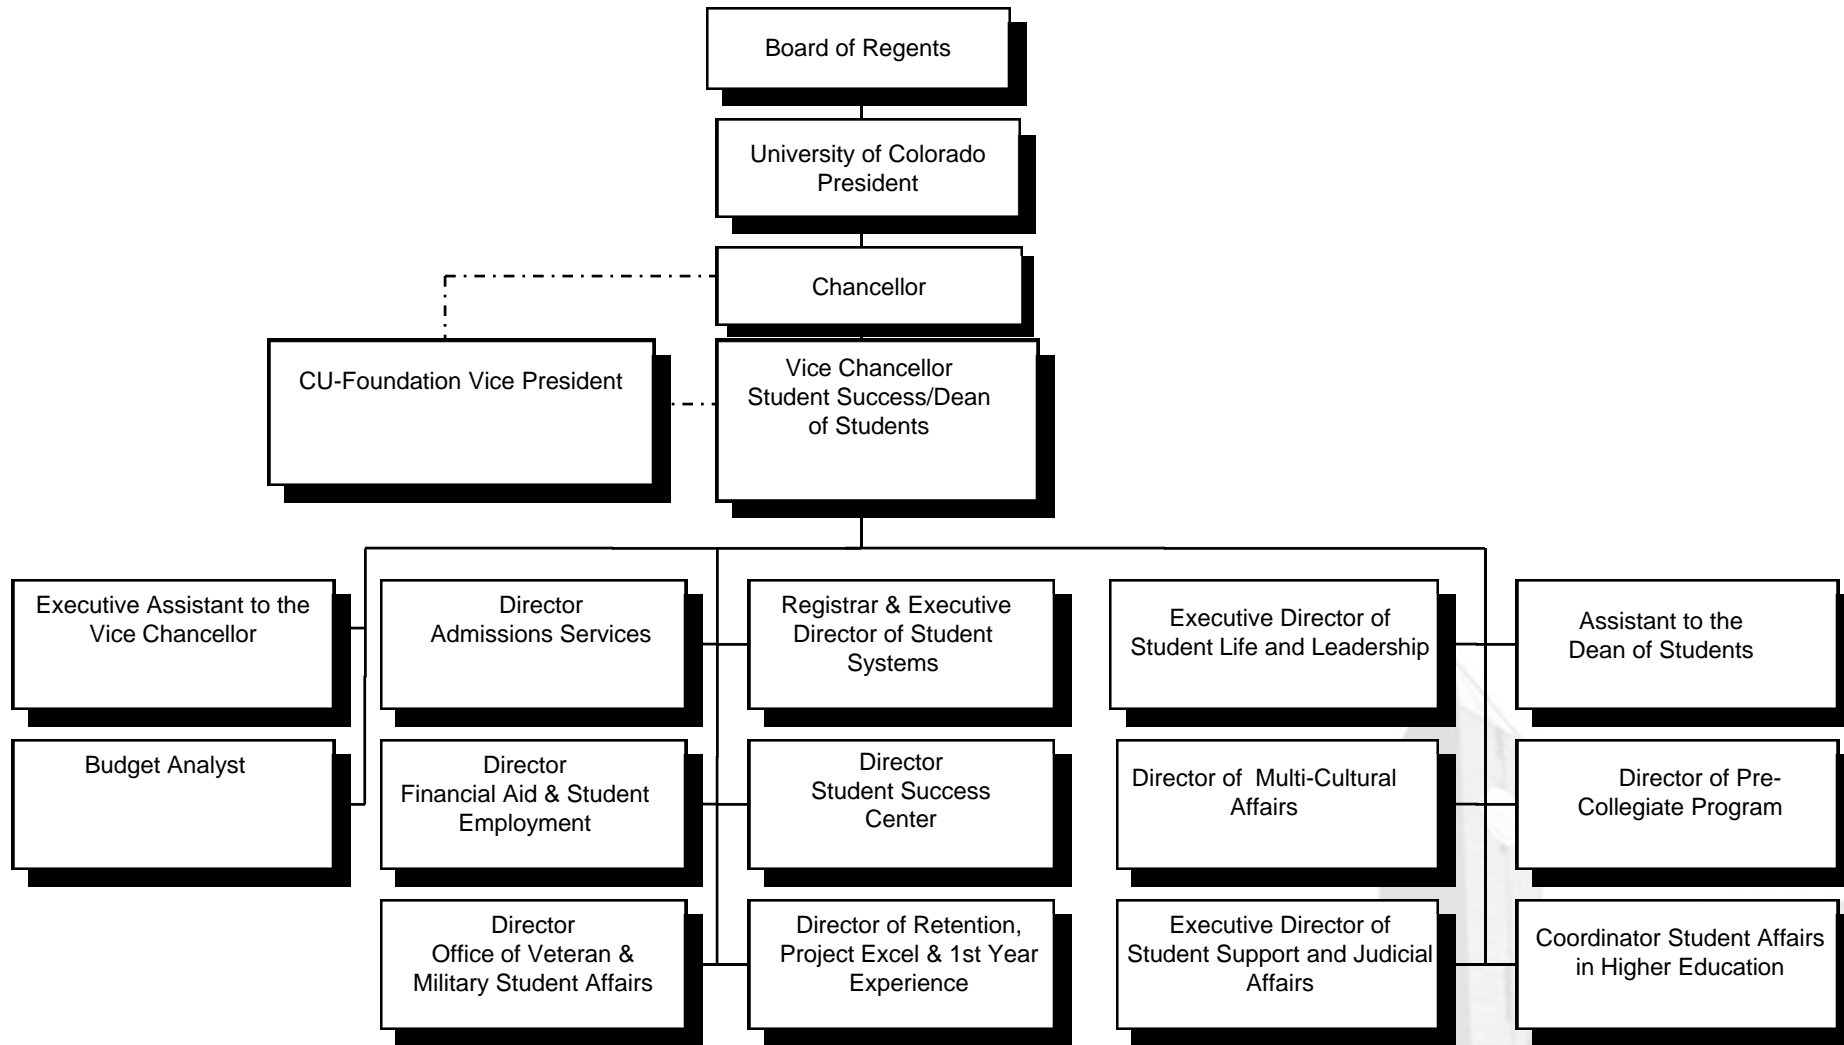 Board of Regents
University of Colorado
President
Chancellor
CU-Foundation Vice President
Vice Chancellor
Student Success/Dean
of Students
Executive Assistant to the
Vice Chancellor
Director
Admissions Services
Registrar & Executive
Director of Student
Systems
Executive Director of
Student Life and Leadership
Assistant to the
Dean of Students
Budget Analyst
Director
Financial Aid & Student
Employment
Director
Student Success
Center
Director of Multi-Cultural
Affairs
Director of Pre-
Collegiate Program
Director
Office of Veteran &
Military Student Affairs
Director of Retention,
Project Excel & 1st Year
Experience
Executive Director of
Student Support and Judicial
Affairs
Coordinator Student Affairs
in Higher Education